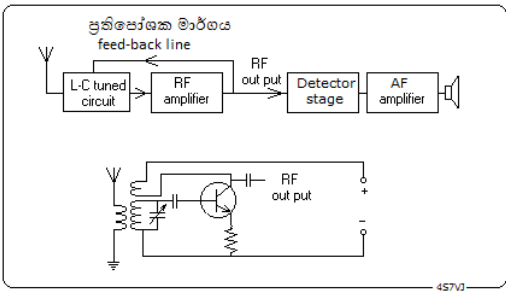 ප්‍රතිපෝශක මාර්ගය
feed-back line
L-C tuned
circuit
RF
amplifier
RF
out put
Detector
stage
AF
amplifier
RF
out put
+
−
4S7VJ